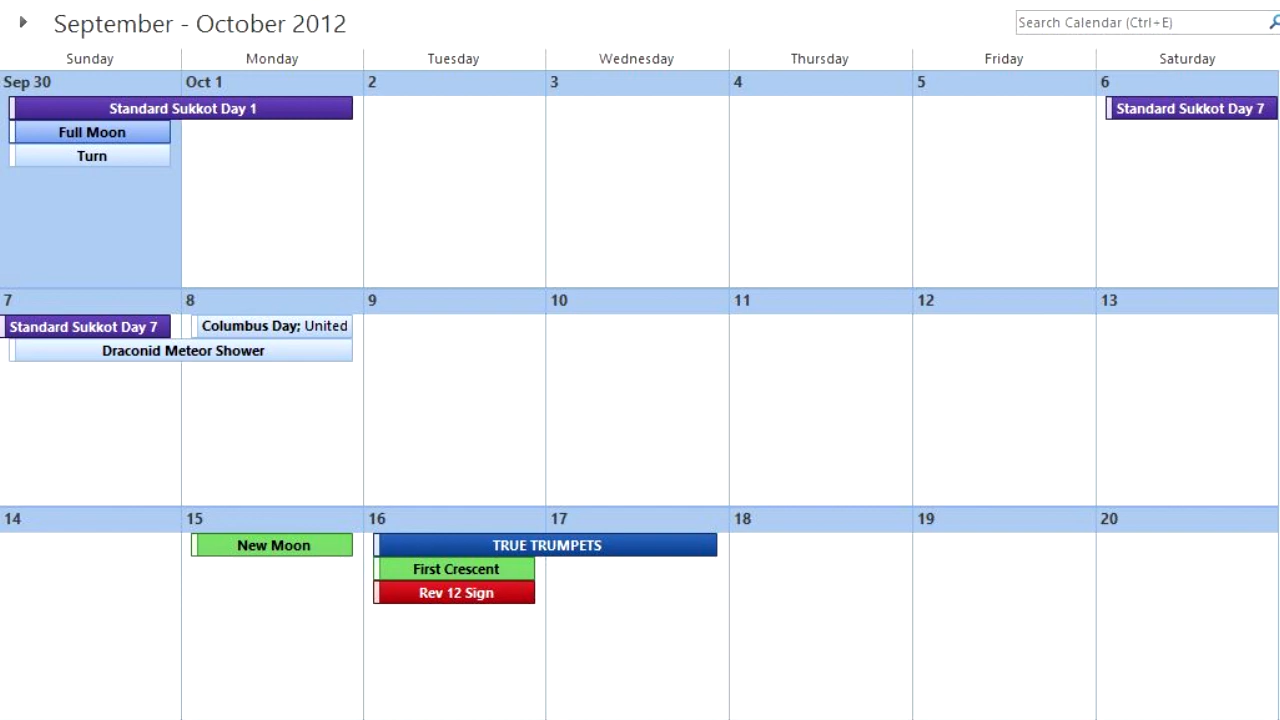 September - October 2012
Search Calendar (Ctrl+E)
Sunday Monday Tuesday Wednesday Thursday Friday Saturday
Sep 30 Oct 1 2 3 4 5 6
Standard Sukkot Day 1 Standard Sukkot Day 7
Full Moon
Turn
7 8 9 10 11 12 13
Standard Sukkot Day 7 Columbus Day; United
Draconid Meteor Shower
14 15 16 17 18 19 20
New Moon TRUE TRUMPETS
First Crescent
Rev 12 Sign